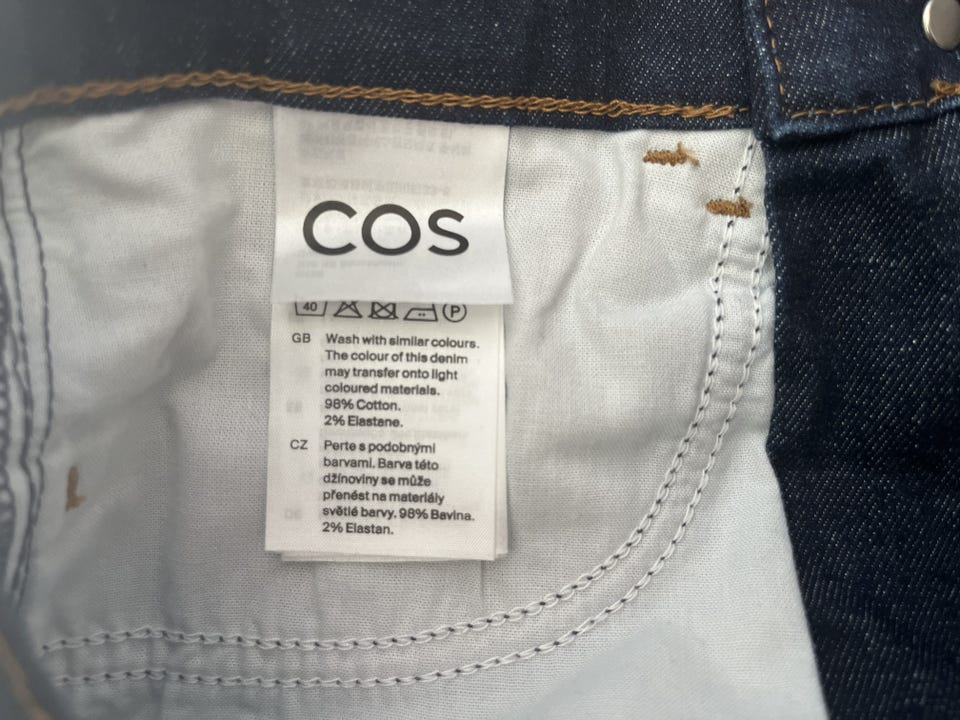 COS
40
P
GB Wash with similar colours.
The colour of this denim
may transfer onto light
coloured materials.
98% Cotton.
2% Elastane.
CZ Perte s podobnými
barvami. Barva této
džínoviny se může
přenést na materiály
světlé barvy. 98% Bavlna.
2% Elastan.